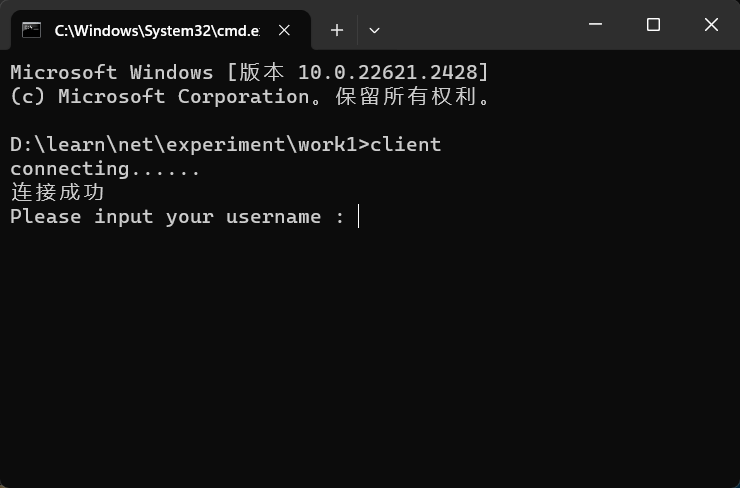 C:\Windows\System32\cmd.e
Microsoft Windows [版本 10.0.22621.2428]
(c) Microsoft Corporation。保留所有权利。
D:\learn\net\experiment\work1>client
connecting......
连接成功
Please input your username :